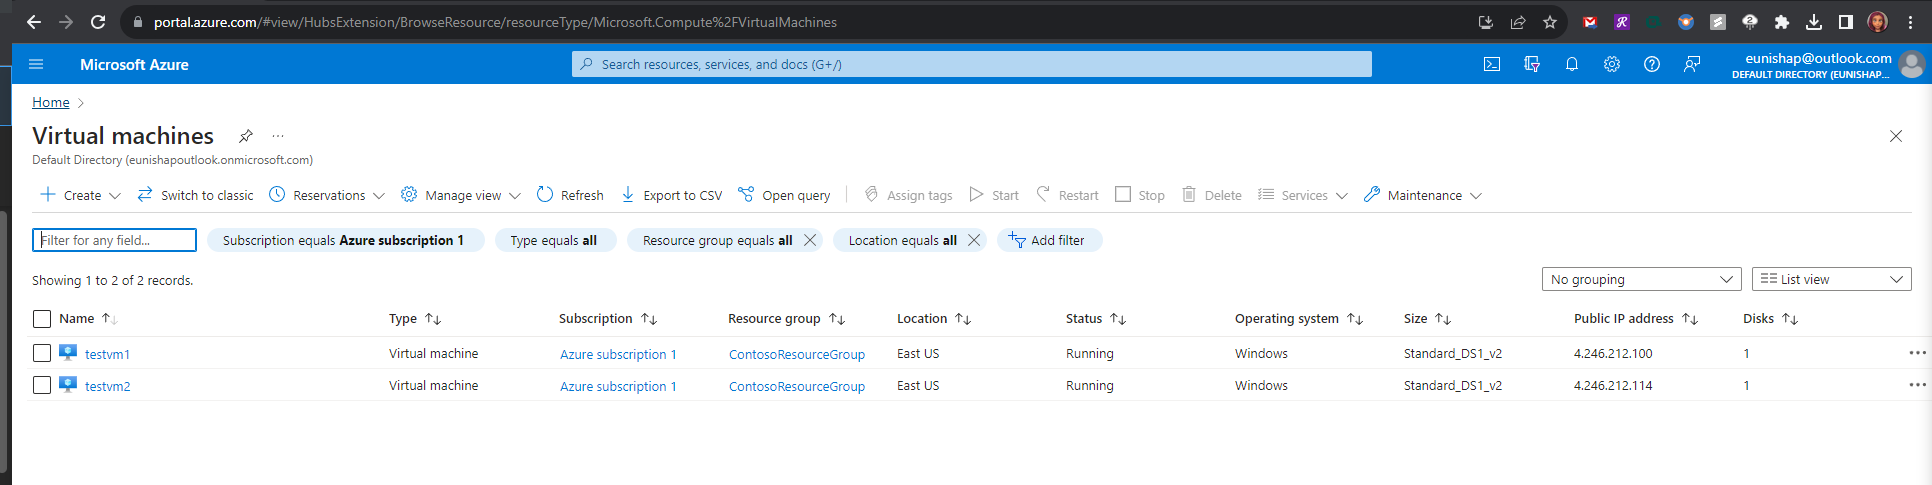 portal.azure.com/#view/HubsExtension/BrowseResource/resourceType/Microsoft.Compute%2FVirtualMachines
Microsoft Azure
Search resources, services, and docs (G+/)
eunishap@outlook.com
DEFAULT DIRECTORY (EUNISHAP...
Home >
Virtual machines ...
Default Directory (eunishapoutlook.onmicrosoft.com)
Create Switch to classic Reservations Manage view Refresh Export to CSV Open query Assign tags Start Restart Stop Delete Services Maintenance
Filter for any field... Subscription equals Azure subscription 1 Type equals all Resource group equals all Location equals all Add filter
Showing 1 to 2 of 2 records. No grouping List view
Name Type Subscription Resource group Location Status Operating system Size Public IP address Disks
testvm1 Virtual machine Azure subscription 1 ContosoResourceGroup East US Running Windows Standard_DS1_v2 4.246.212.100 1 ...
testvm2 Virtual machine Azure subscription 1 ContosoResourceGroup East US Running Windows Standard_DS1_v2 4.246.212.114 1 ...